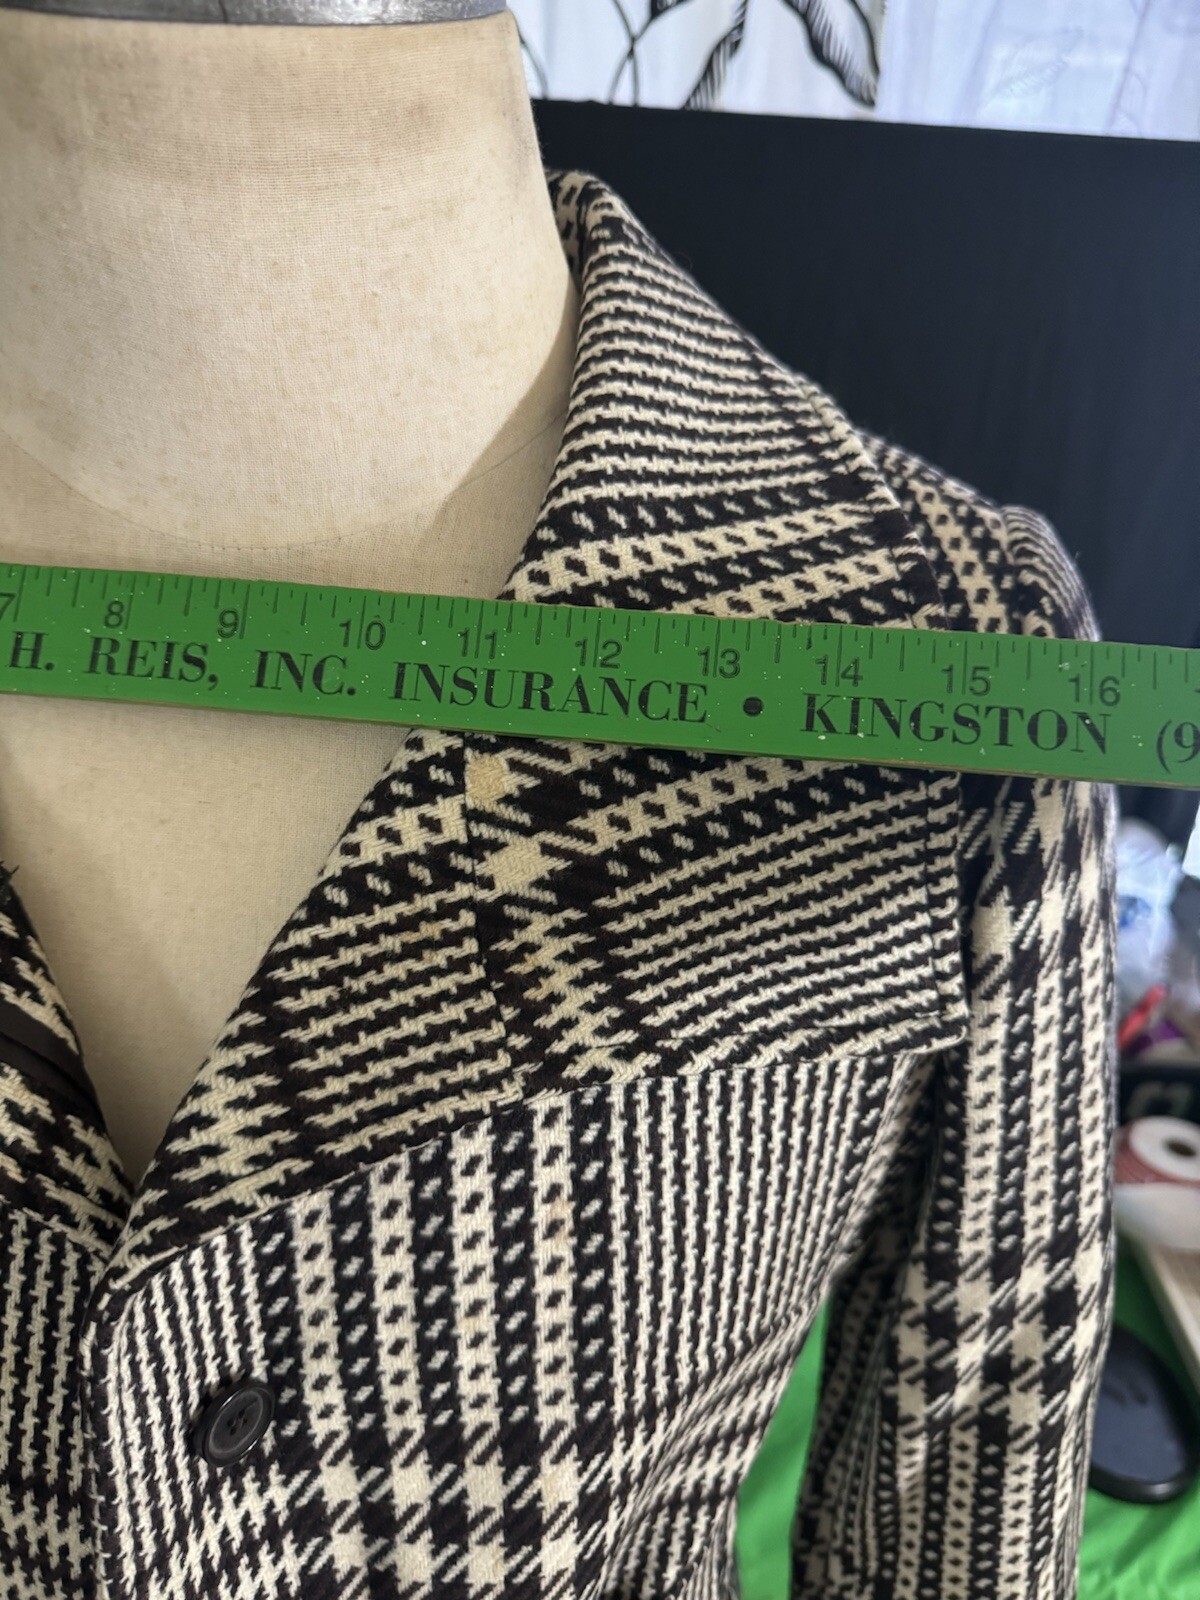 7 8 9 10 11 12 13 14 15 16
H. REIS, INC. INSURANCE • KINGSTON (9